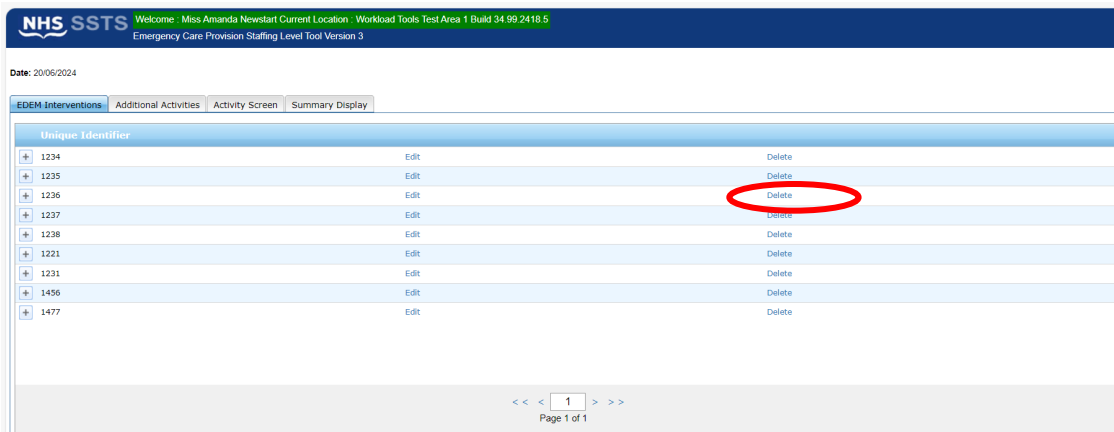 NHS SSTS Welcome : Miss Amanda Newstart Current Location : Workload Tools Test Area 1 Build 34.99.2418.5
Emergency Care Provision Staffing Level Tool Version 3
Date: 20/06/2024
EDEM Interventions Additional Activities Activity Screen Summary Display
Unique Identifier
+ 1234 Edit Delete
+ 1235 Edit Delete
+ 1236 Edit Delete
+ 1237 Edit Delete
+ 1238 Edit Delete
+ 1221 Edit Delete
+ 1231 Edit Delete
+ 1456 Edit Delete
+ 1477 Edit Delete
<< < 1 > >>
Page 1 of 1